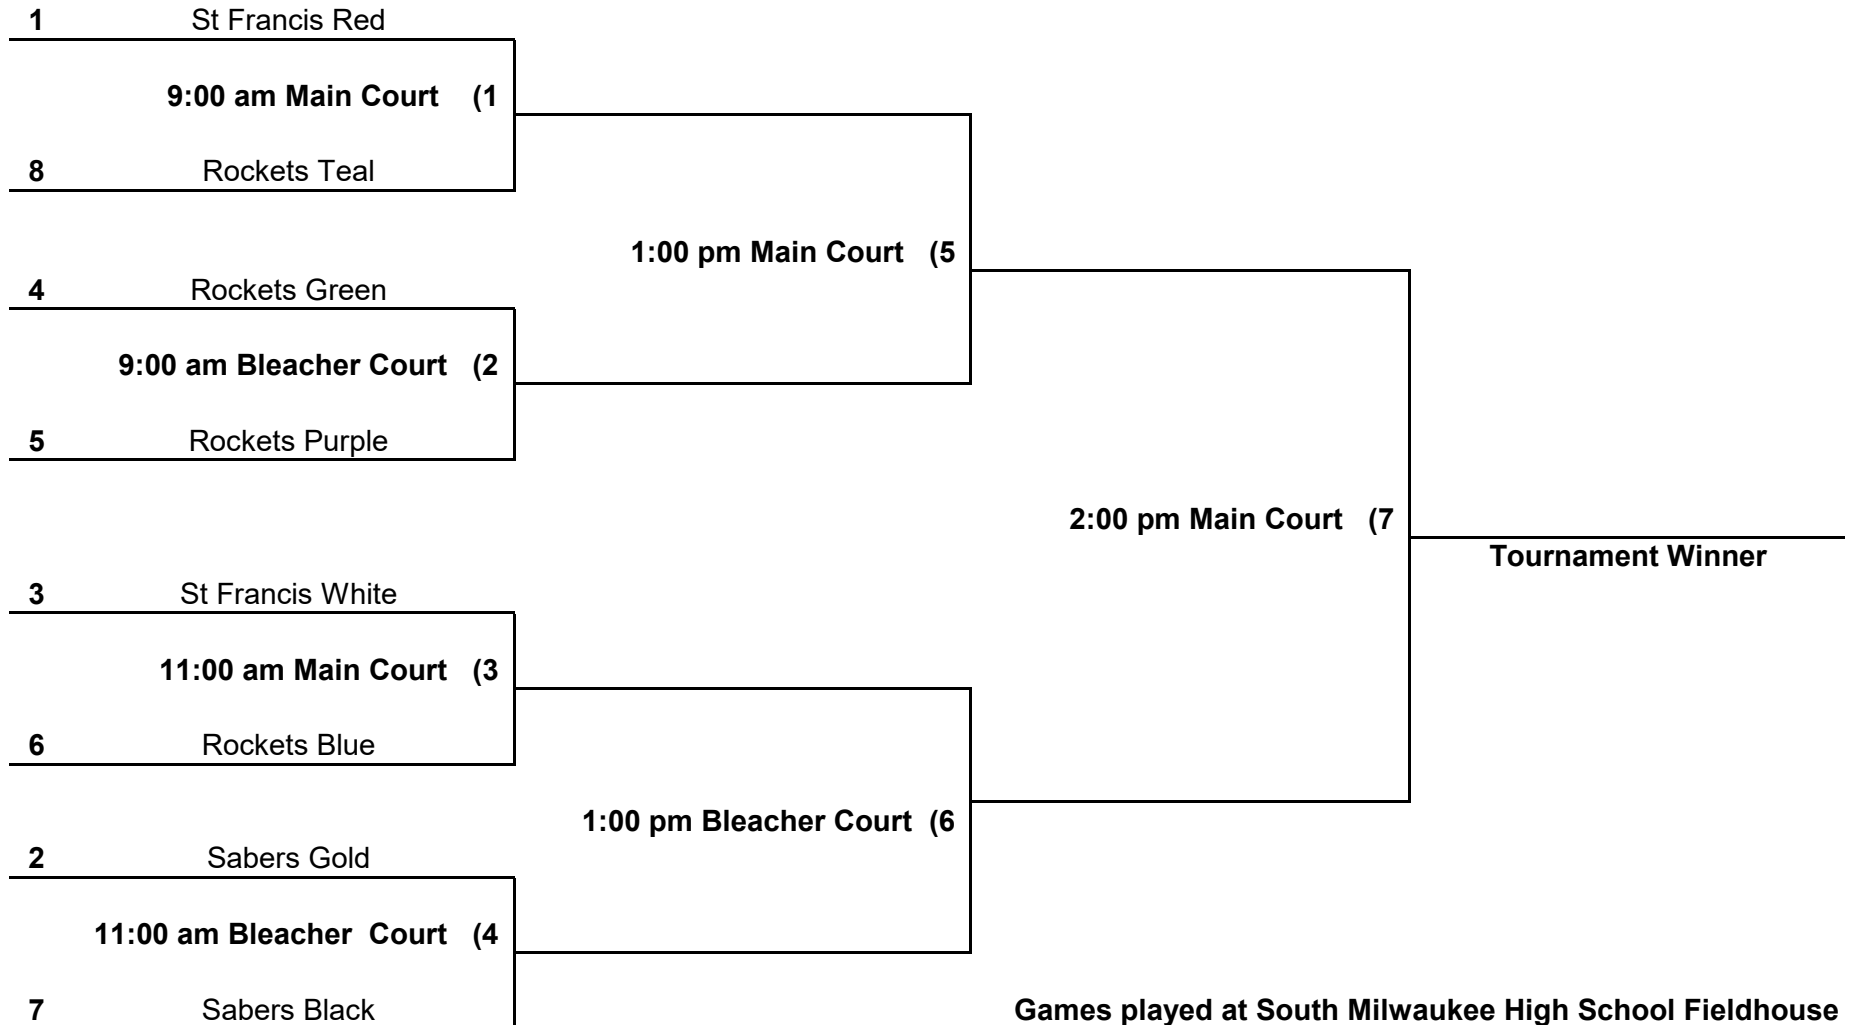 1 St Francis Red
9:00 am Main Court (1
8 Rockets Teal
1:00 pm Main Court (5
4 Rockets Green
9:00 am Bleacher Court (2
5 Rockets Purple
2:00 pm Main Court (7
Tournament Winner
3 St Francis White
11:00 am Main Court (3
6 Rockets Blue
1:00 pm Bleacher Court (6
2 Sabers Gold
11:00 am Bleacher Court (4
7 Sabers Black
Games played at South Milwaukee High School Fieldhouse